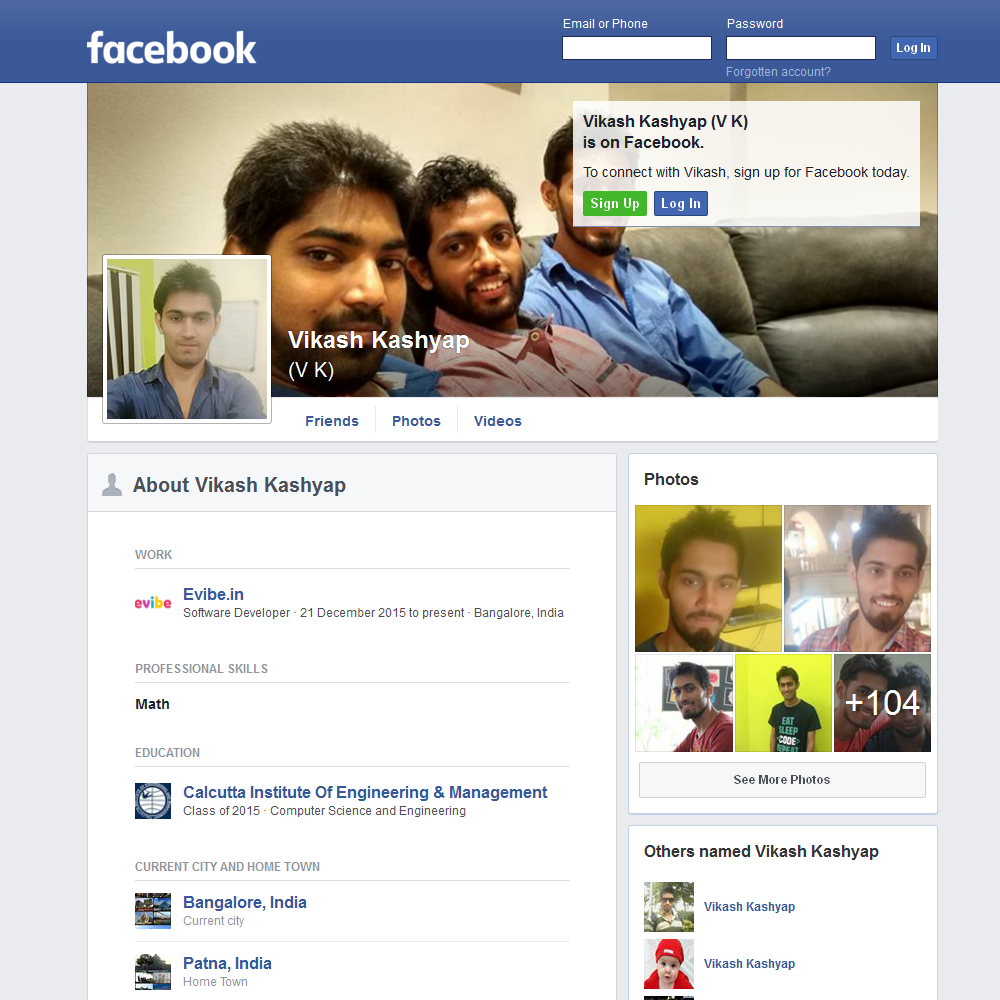 facebook
Email or Phone
Password
Log In
Forgotten account?
Vikash Kashyap (V K)
is on Facebook.
To connect with Vikash, sign up for Facebook today.
Sign Up
Log In
Vikash Kashyap
(V K)
Friends
Photos
Videos
About Vikash Kashyap
WORK
evibe
Evibe.in
Software Developer · 21 December 2015 to present · Bangalore, India
PROFESSIONAL SKILLS
Math
EDUCATION
Calcutta Institute Of Engineering & Management
Class of 2015 · Computer Science and Engineering
CURRENT CITY AND HOME TOWN
Bangalore, India
Current city
Patna, India
Home Town
Photos
EAT
SLEEP
CODE
REPEAT
+104
See More Photos
Others named Vikash Kashyap
Vikash Kashyap
Vikash Kashyap